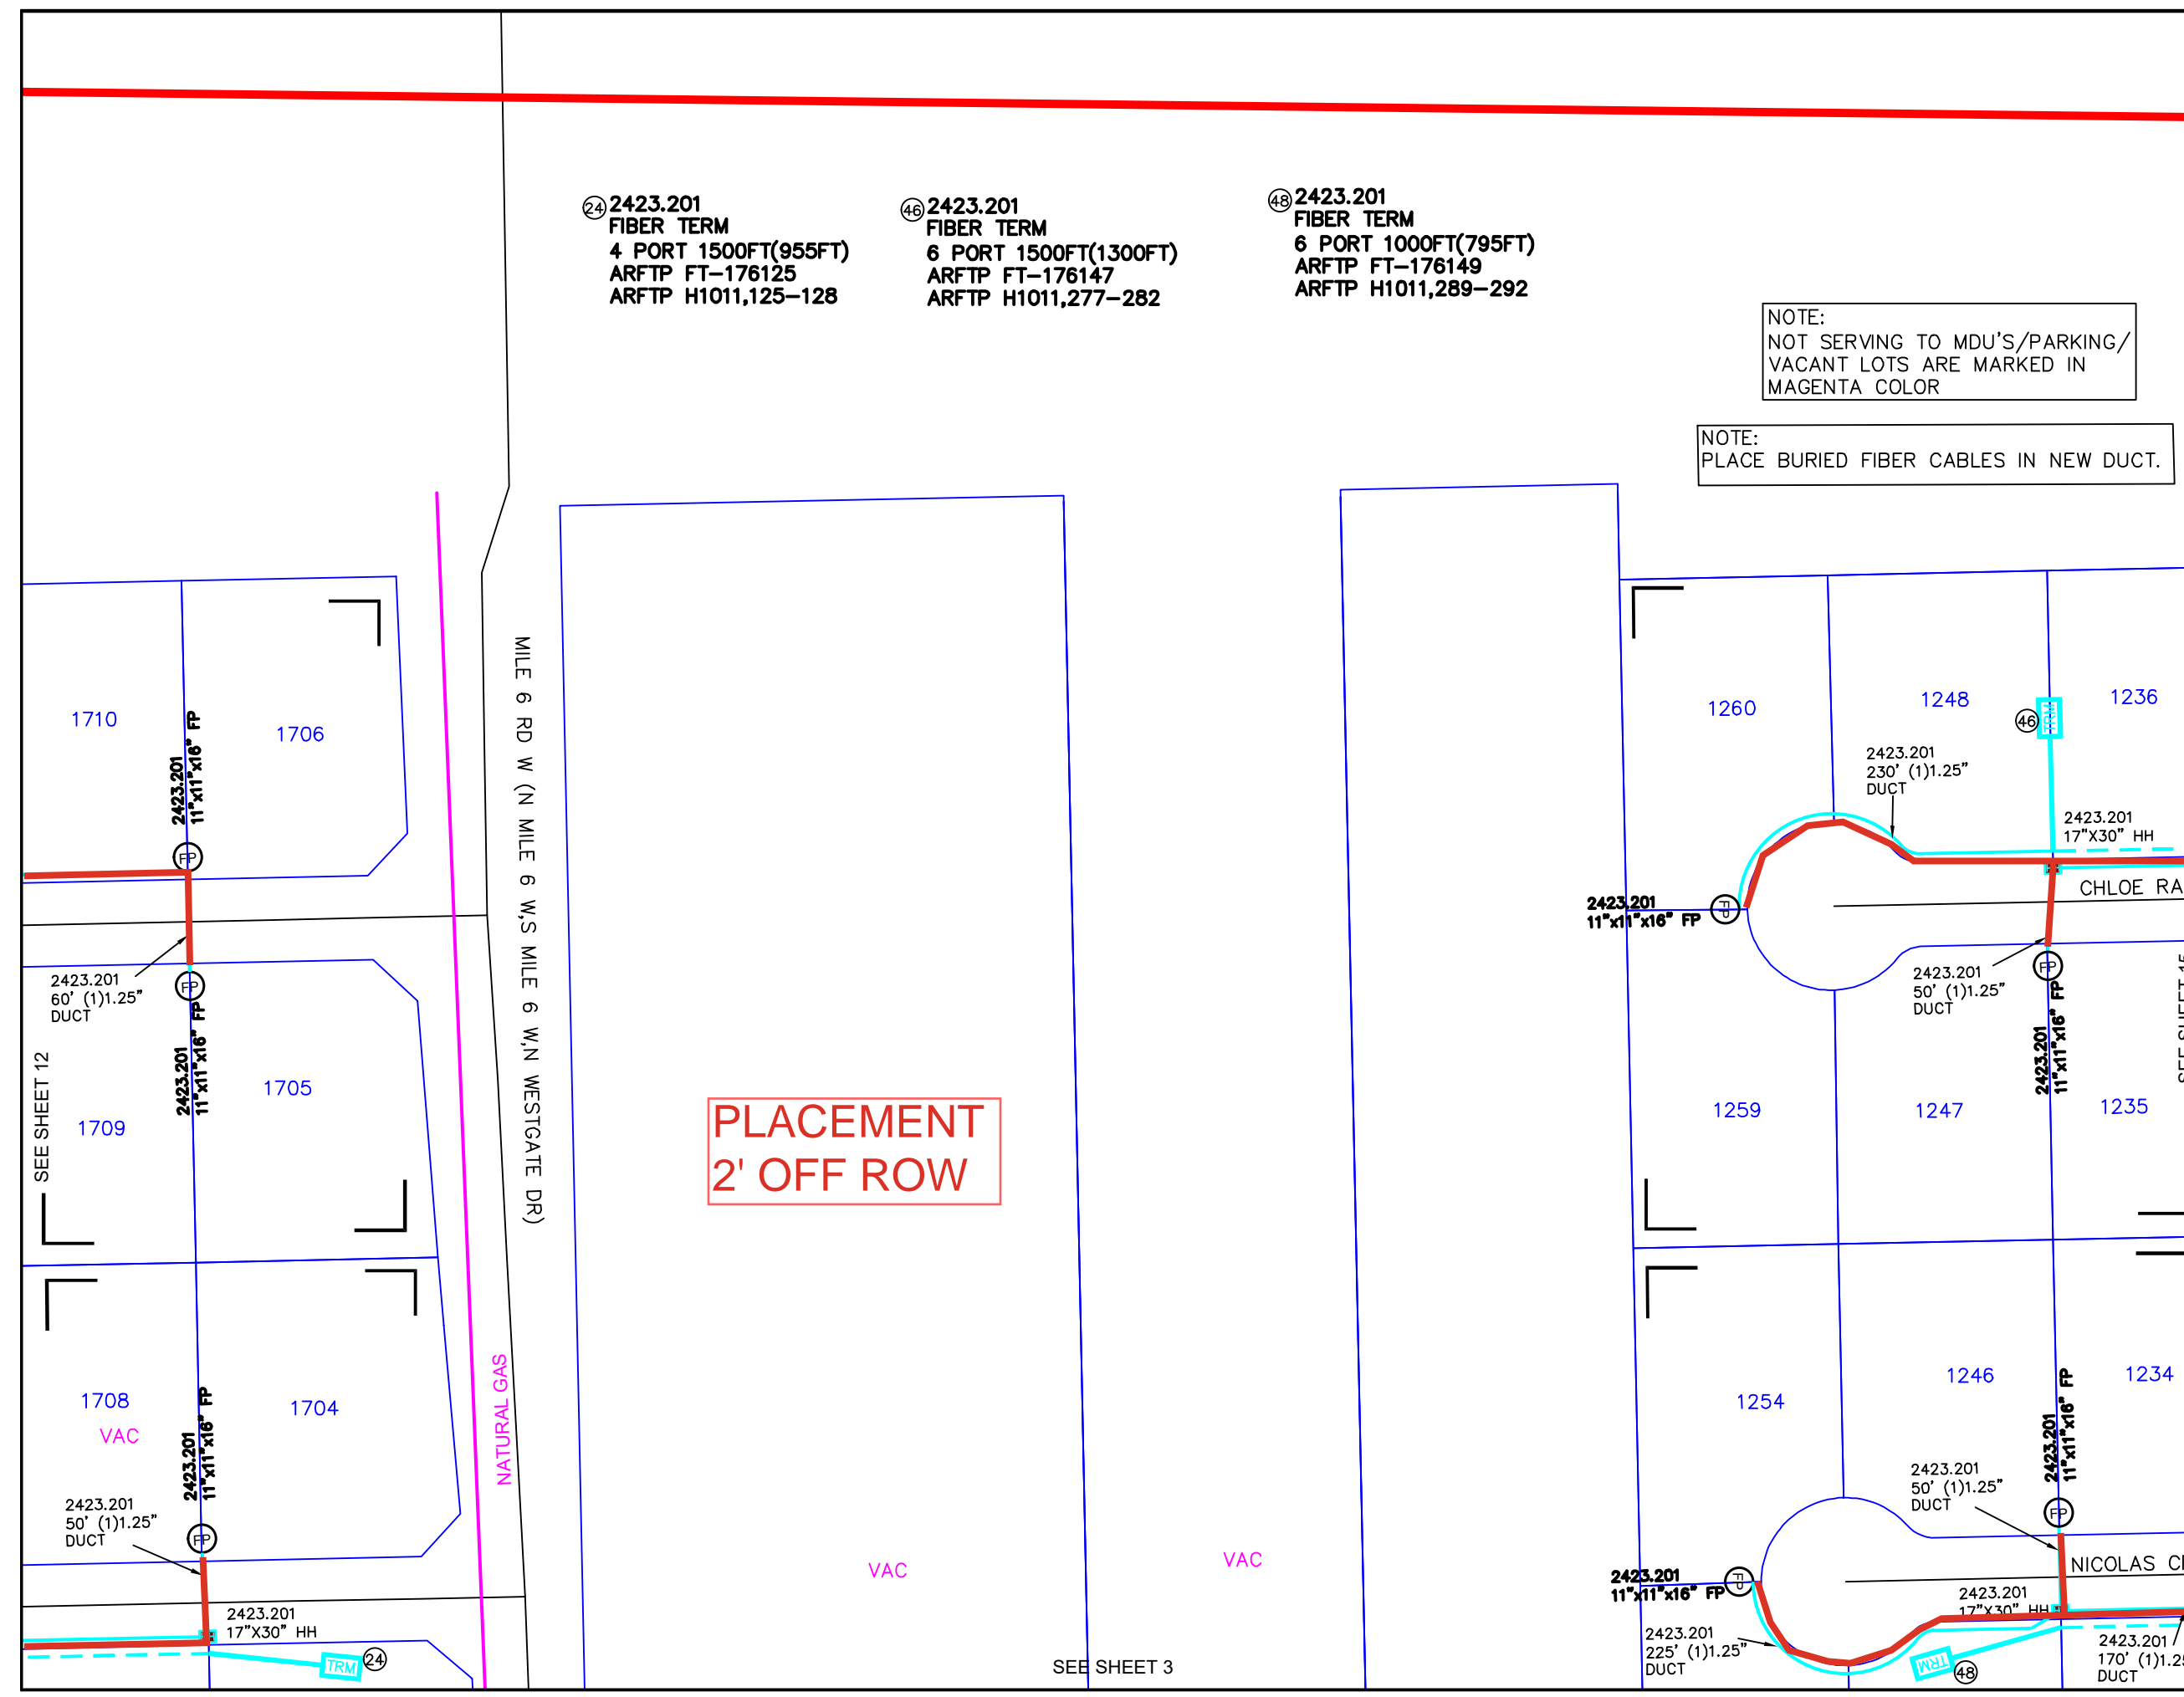 24
2423.201
FIBER TERM
4 PORT 1500FT(955FT)
ARFTP FT-176125
ARFTP H1011,125-128
46
2423.201
FIBER TERM
6 PORT 1500FT(1300FT)
ARFTP FT-176147
ARFTP H1011,277-282
48
2423.201
FIBER TERM
6 PORT 1000FT(795FT)
ARFTP FT-176149
ARFTP H1011,289-292
NOTE:
NOT SERVING TO MDU'S/PARKING/
VACANT LOTS ARE MARKED IN
MAGENTA COLOR
NOTE:
PLACE BURIED FIBER CABLES IN NEW DUCT.
1710
1706
2423.201
11"x11"x16" FP
FP
2423.201
60' (1)1.25"
DUCT
FP
2423.201
11"x11"x16" FP
SEE SHEET 12
1709
1705
1708
VAC
1704
2423.201
11"x11"x16" FP
2423.201
50' (1)1.25"
DUCT
FP
2423.201
17"X30" HH
TRM
24
MILE 6 RD W (N MILE 6 W,S MILE 6 W,N WESTGATE DR)
NATURAL GAS
PLACEMENT
2' OFF ROW
VAC
VAC
SEE SHEET 3
1260
1248
1236
46
TRM
2423.201
230' (1)1.25"
DUCT
2423.201
17"X30" HH
2423.201
11"x11"x16" FP
FP
CHLOE RA
2423.201
50' (1)1.25"
DUCT
FP
2423.201
11"x11"x16" FP
SEE SHEET 15
1259
1247
1235
1254
1246
1234
2423.201
11"x11"x16" FP
2423.201
50' (1)1.25"
DUCT
FP
NICOLAS CI
2423.201
11"x11"x16" FP
FP
2423.201
17"X30" HH
2423.201
225' (1)1.25"
DUCT
TRM
48
2423.201
170' (1)1.25
DUCT